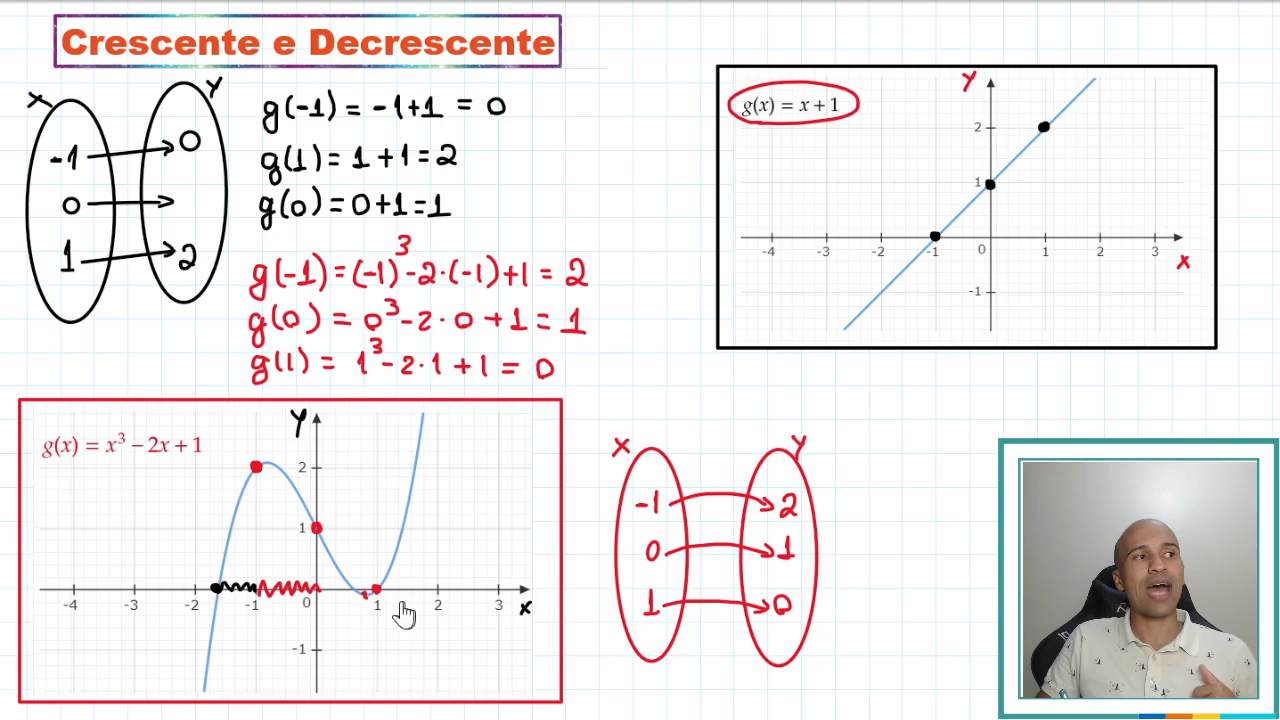 Crescente e Decrescente
X Y
-1 0
0
1 2
g(-1) = -1+1 = 0
g(1) = 1+1 = 2
g(0) = 0+1 = 1
g(-1) = (-1)³ - 2·(-1) + 1 = 2
g(0) = 0³ - 2·0 + 1 = 1
g(1) = 1³ - 2·1 + 1 = 0
g(x) = x + 1
Y
2
1
-4 -3 -2 -1 0 1 2 3
x
-1
g(x) = x³ − 2x + 1
Y
2
1
-4 -3 -2 -1 0 1 2 3 x
-1
X Y
-1 2
0 1
1 0